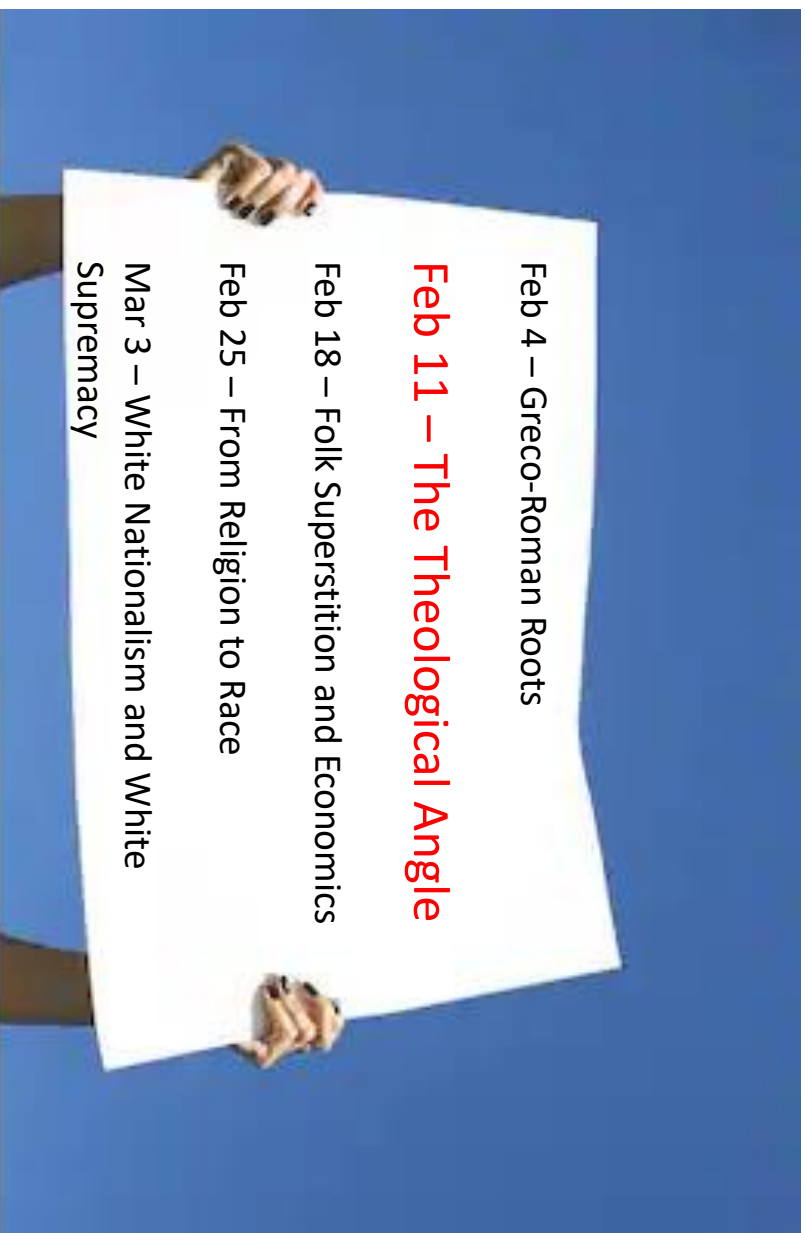 Feb 4 – Greco-Roman Roots
Feb 11 – The Theological Angle
Feb 18 – Folk Superstition and Economics
Feb 25 – From Religion to Race
Mar 3 – White Nationalism and White
Supremacy